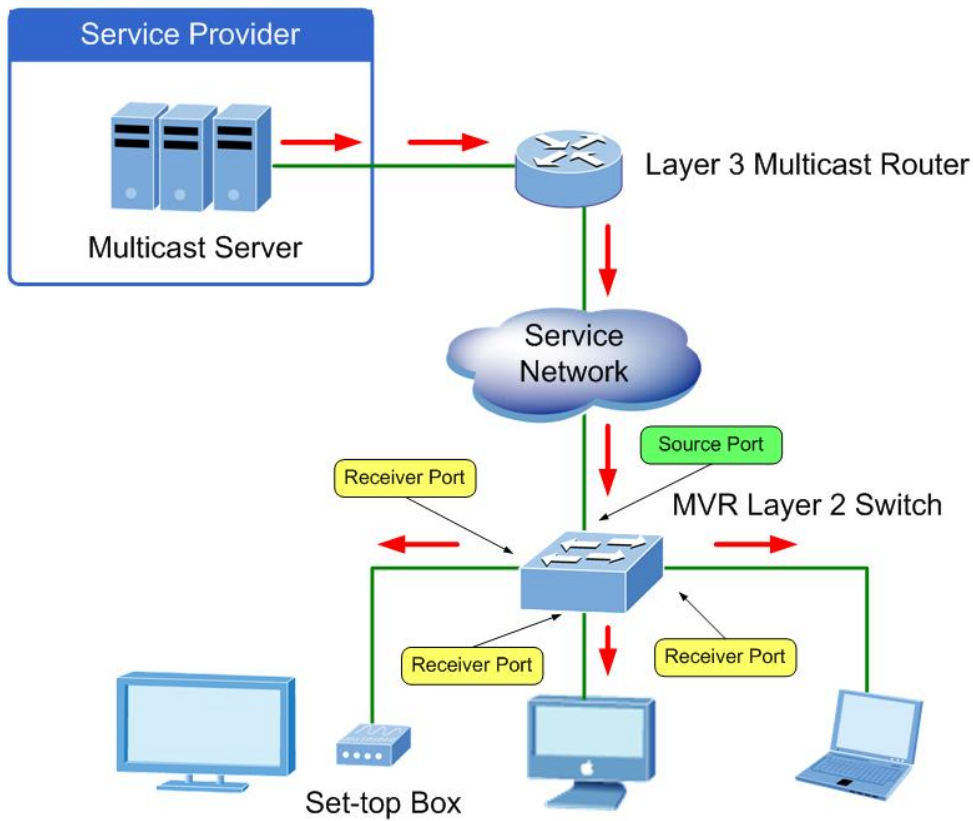 Service Provider
Multicast Server
Layer 3 Multicast Router
Service
Network
Source Port
Receiver Port
MVR Layer 2 Switch
Receiver Port
Receiver Port
Set-top Box